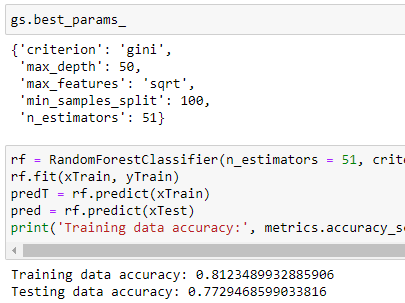 gs.best_params_
{'criterion': 'gini',
'max_depth': 50,
'max_features': 'sqrt',
'min_samples_split': 100,
'n_estimators': 51}
rf = RandomForestClassifier(n_estimators = 51, crite
rf.fit(xTrain, yTrain)
predT = rf.predict(xTrain)
pred = rf.predict(xTest)
print('Training data accuracy:', metrics.accuracy_sc
Training data accuracy: 0.8123489932885906
Testing data accuracy: 0.7729468599033816